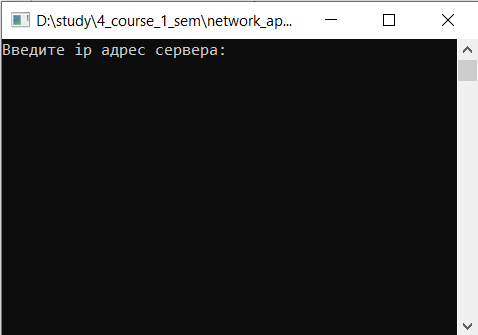 D:\study\4_course_1_sem\network_ap...
Введите ip адрес сервера: